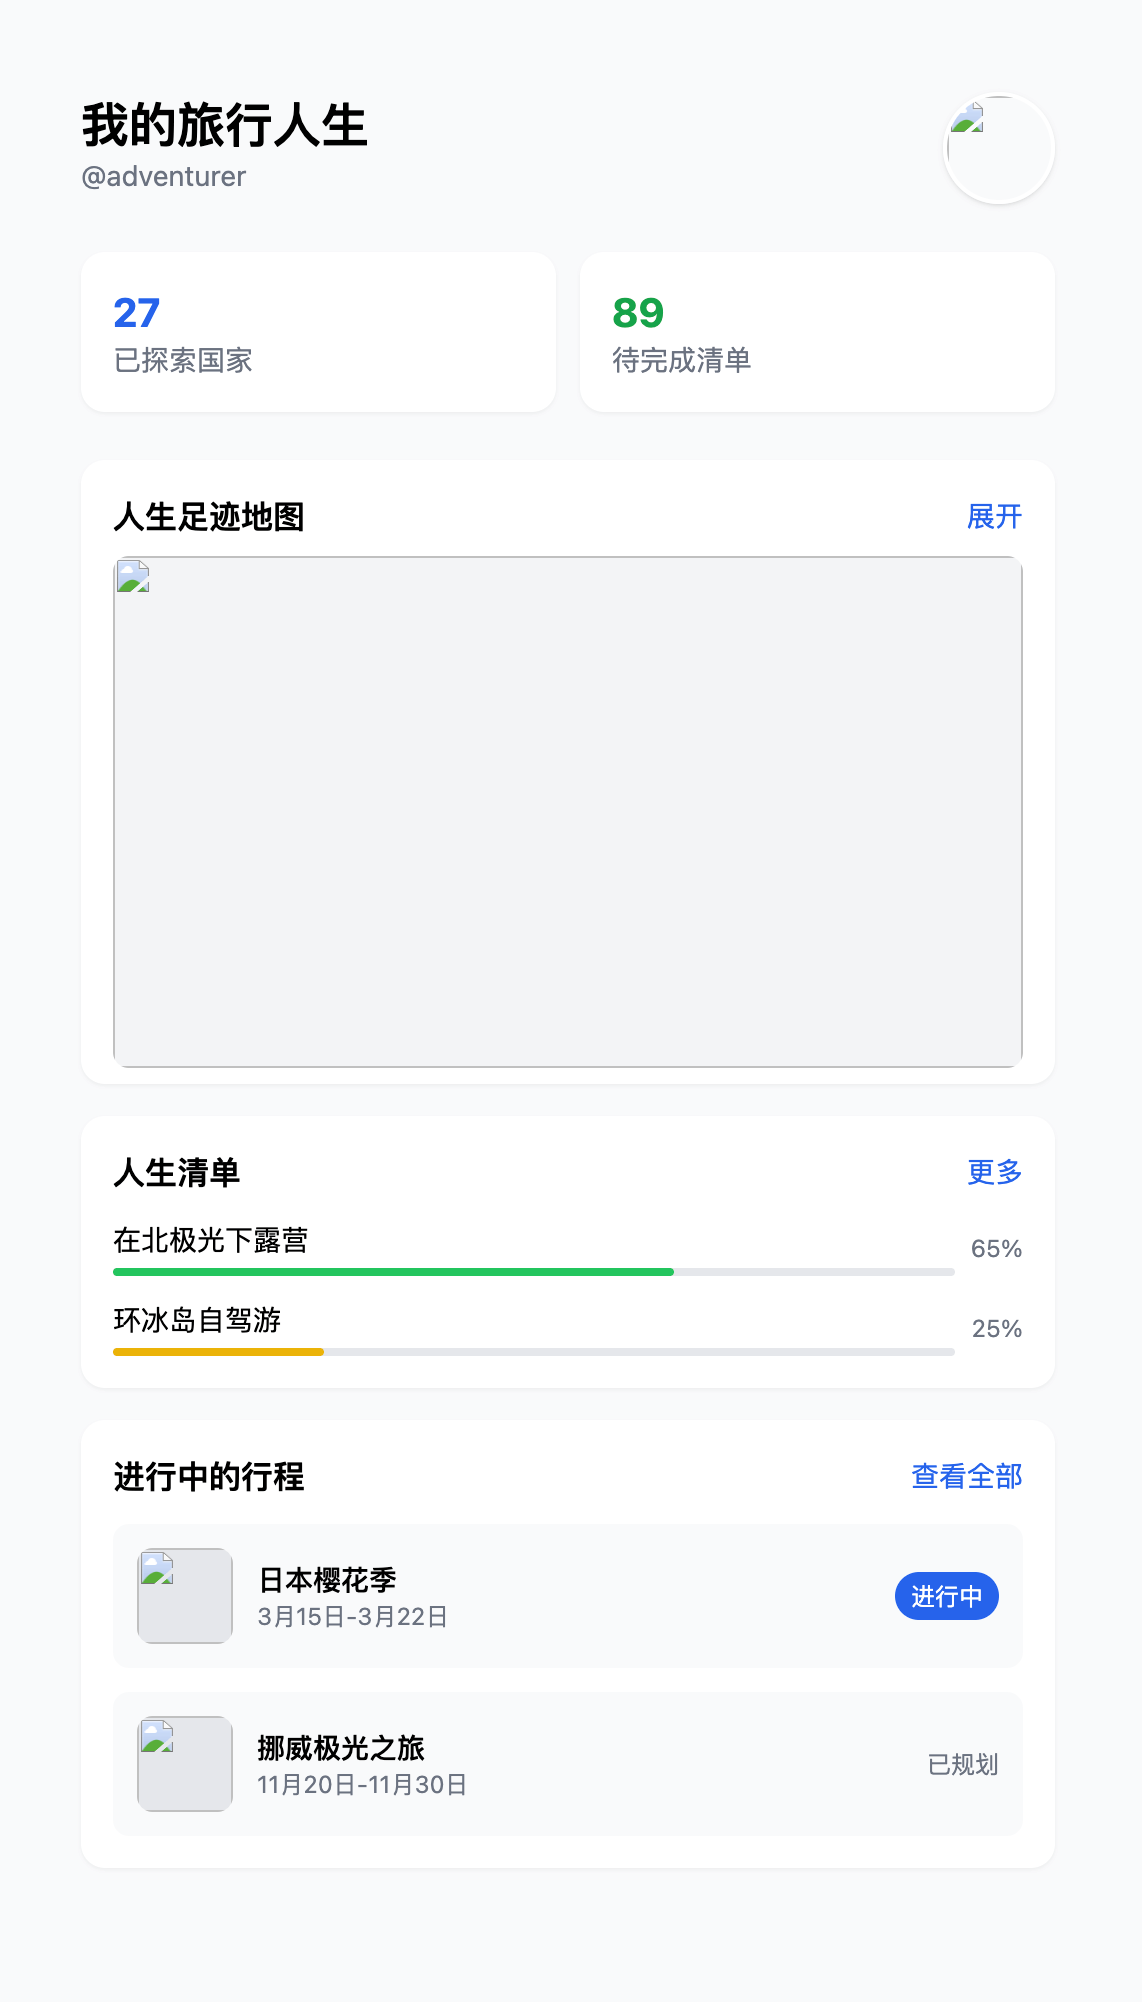 我的旅行人生
@adventurer
27
已探索国家
89
待完成清单
人生足迹地图
展开
人生清单
更多
在北极光下露营
65%
环冰岛自驾游
25%
进行中的行程
查看全部
日本樱花季
3月15日-3月22日
进行中
挪威极光之旅
11月20日-11月30日
已规划